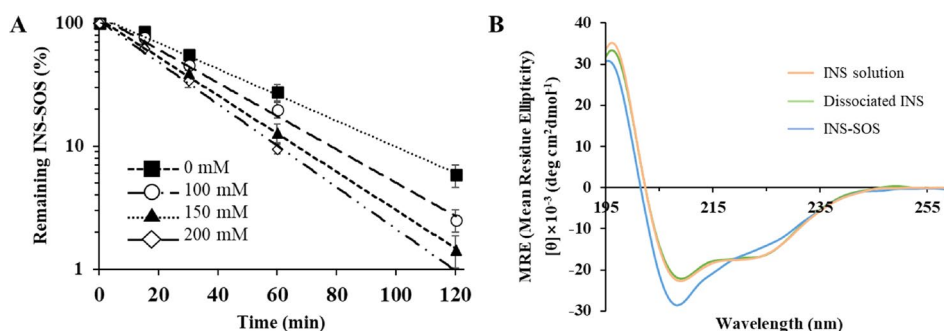 A
Remaining INS-SOS (%)
100
10
1
0 mM
100 mM
150 mM
200 mM
0 20 40 60 80 100 120
Time (min)
B
MRE (Mean Residue Ellipticity
[θ]×10⁻³ (deg cm²dmol⁻¹)
40
30
20
10
0
-10
-20
-30
INS solution
Dissociated INS
INS-SOS
195 215 235 255
Wavelength (nm)